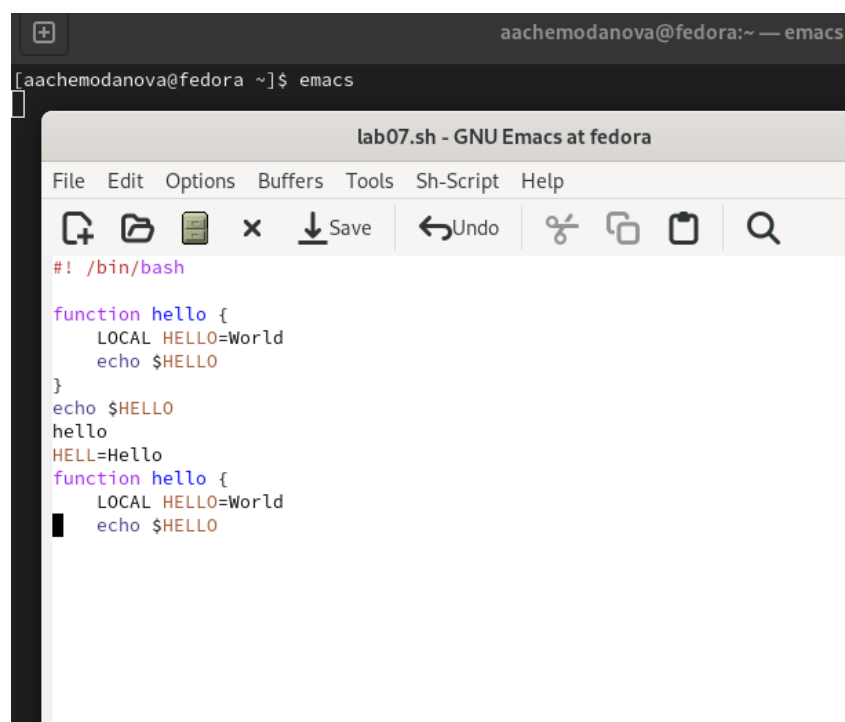 aachemodanova@fedora:~ — emacs
[aachemodanova@fedora ~]$ emacs
lab07.sh - GNU Emacs at fedora
File Edit Options Buffers Tools Sh-Script Help
Save Undo
#! /bin/bash
function hello {
    LOCAL HELLO=World
    echo $HELLO
}
echo $HELLO
hello
HELL=Hello
function hello {
    LOCAL HELLO=World
    echo $HELLO